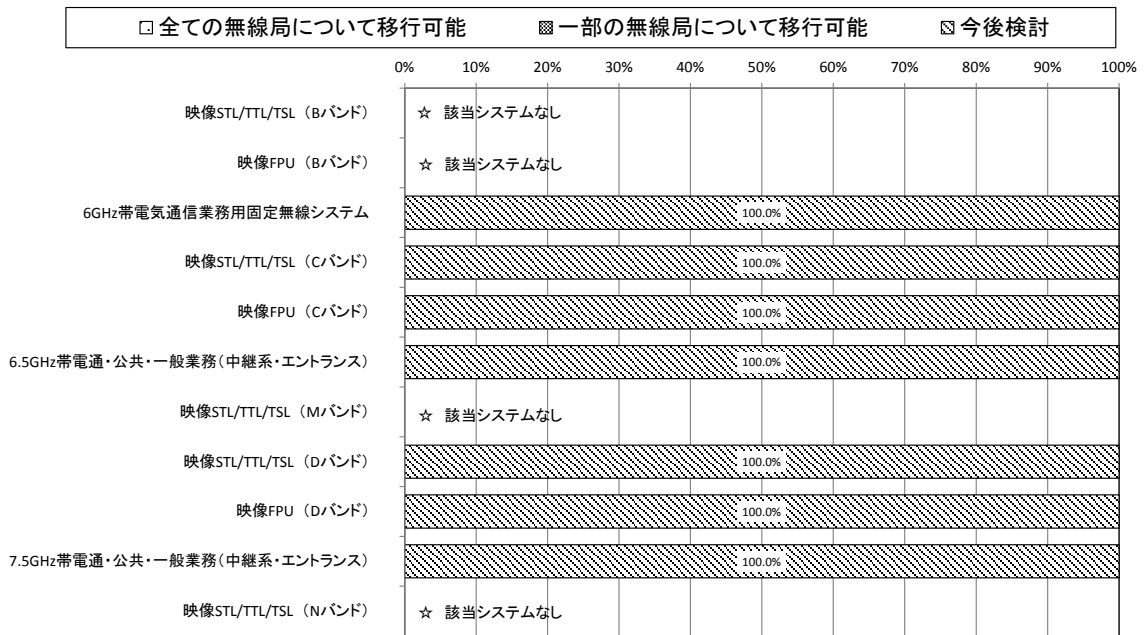 全ての無線局について移行可能 一部の無線局について移行可能 今後検討
0% 10% 20% 30% 40% 50% 60% 70% 80% 90% 100%
映像STL/TTL/TSL（Bバンド） ☆ 該当システムなし
映像FPU（Bバンド） ☆ 該当システムなし
6GHz帯電気通信業務用固定無線システム 100.0%
映像STL/TTL/TSL（Cバンド） 100.0%
映像FPU（Cバンド） 100.0%
6.5GHz帯電通・公共・一般業務（中継系・エントランス） 100.0%
映像STL/TTL/TSL（Mバンド） ☆ 該当システムなし
映像STL/TTL/TSL（Dバンド） 100.0%
映像FPU（Dバンド） 100.0%
7.5GHz帯電通・公共・一般業務（中継系・エントランス） 100.0%
映像STL/TTL/TSL（Nバンド） ☆ 該当システムなし